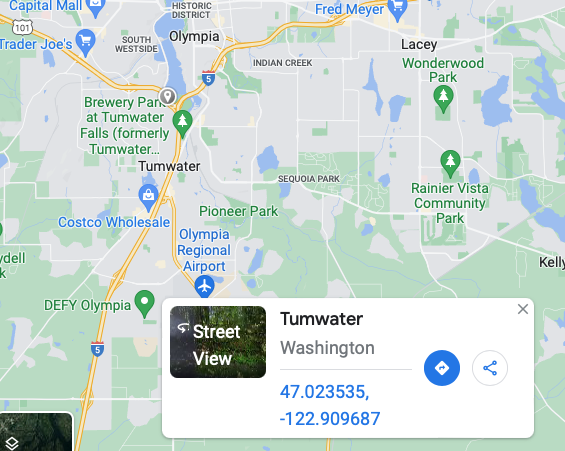 Capital Mall
HISTORIC
DISTRICT
Fred Meyer
101
Trader Joe's
SOUTH
WESTSIDE
Olympia
Lacey
INDIAN CREEK
Wonderwood
Park
5
Brewery Park
at Tumwater
Falls (formerly
Tumwater...
Tumwater
SEQUOIA PARK
Rainier Vista
Community
Park
Costco Wholesale
Pioneer Park
Olympia
Regional
Airport
ydell
k
Kelly
DEFY Olympia
5
Street
View
Tumwater
Washington
47.023535,
-122.909687